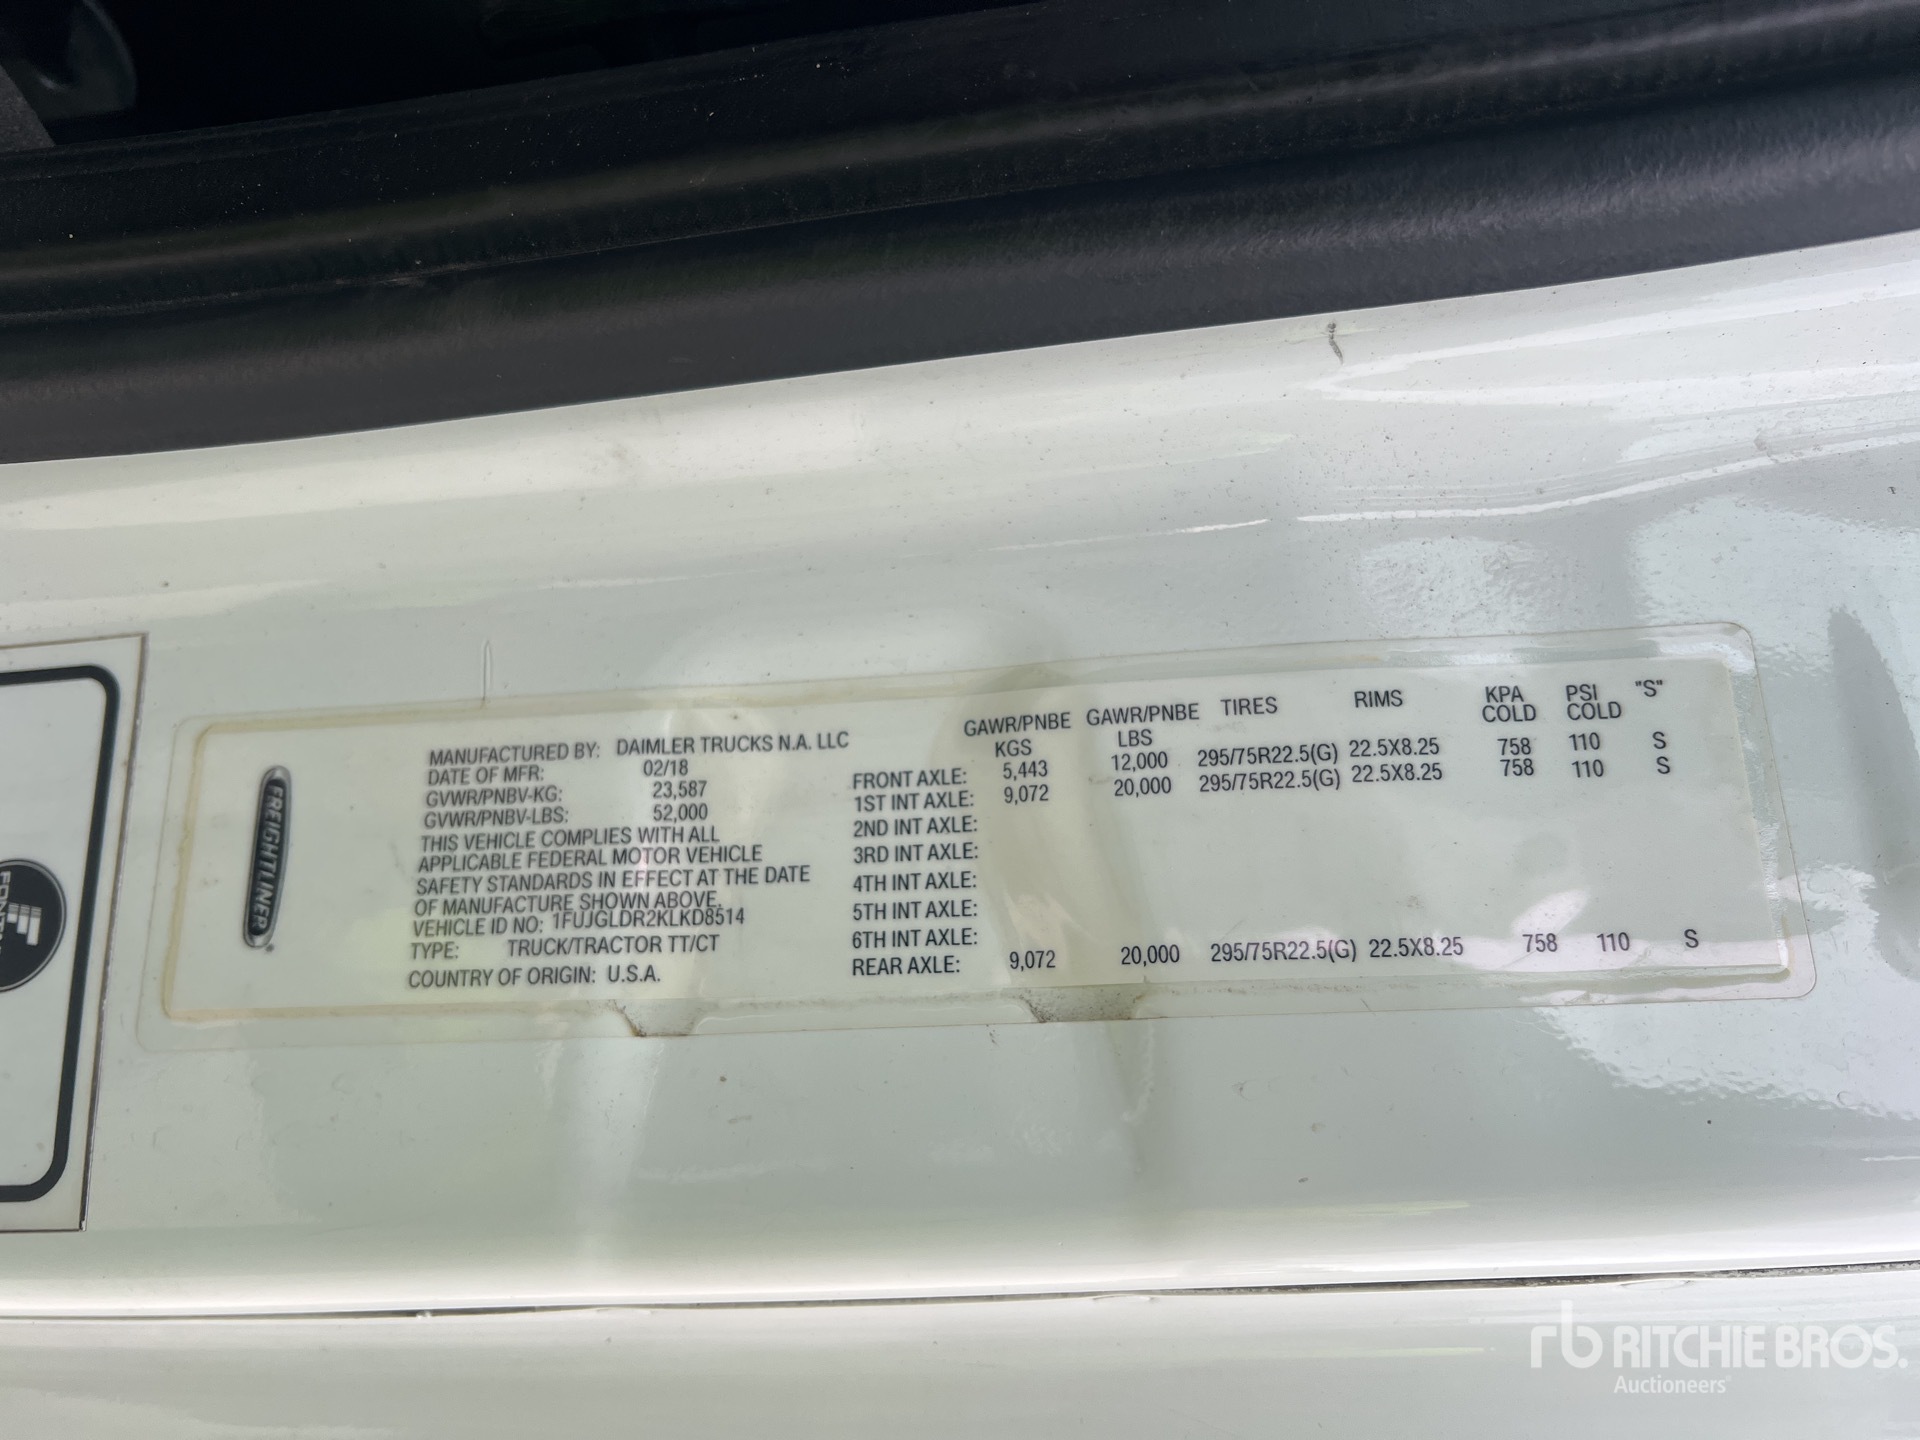 FREIGHTLINER
MANUFACTURED BY: DAIMLER TRUCKS N.A. LLC
DATE OF MFR: 02/18
GVWR/PNBV-KG: 23,587
GVWR/PNBV-LBS: 52,000
THIS VEHICLE COMPLIES WITH ALL
APPLICABLE FEDERAL MOTOR VEHICLE
SAFETY STANDARDS IN EFFECT AT THE DATE
OF MANUFACTURE SHOWN ABOVE.
VEHICLE ID NO: 1FUJGLDR2KLKD8514
TYPE: TRUCK/TRACTOR TT/CT
COUNTRY OF ORIGIN: U.S.A.
GAWR/PNBE KGS GAWR/PNBE LBS TIRES RIMS KPA COLD PSI COLD "S"
FRONT AXLE: 5,443 12,000 295/75R22.5(G) 22.5X8.25 758 110 S
1ST INT AXLE: 9,072 20,000 295/75R22.5(G) 22.5X8.25 758 110 S
2ND INT AXLE:
3RD INT AXLE:
4TH INT AXLE:
5TH INT AXLE:
6TH INT AXLE:
REAR AXLE: 9,072 20,000 295/75R22.5(G) 22.5X8.25 758 110 S
rb RITCHIE BROS.
Auctioneers